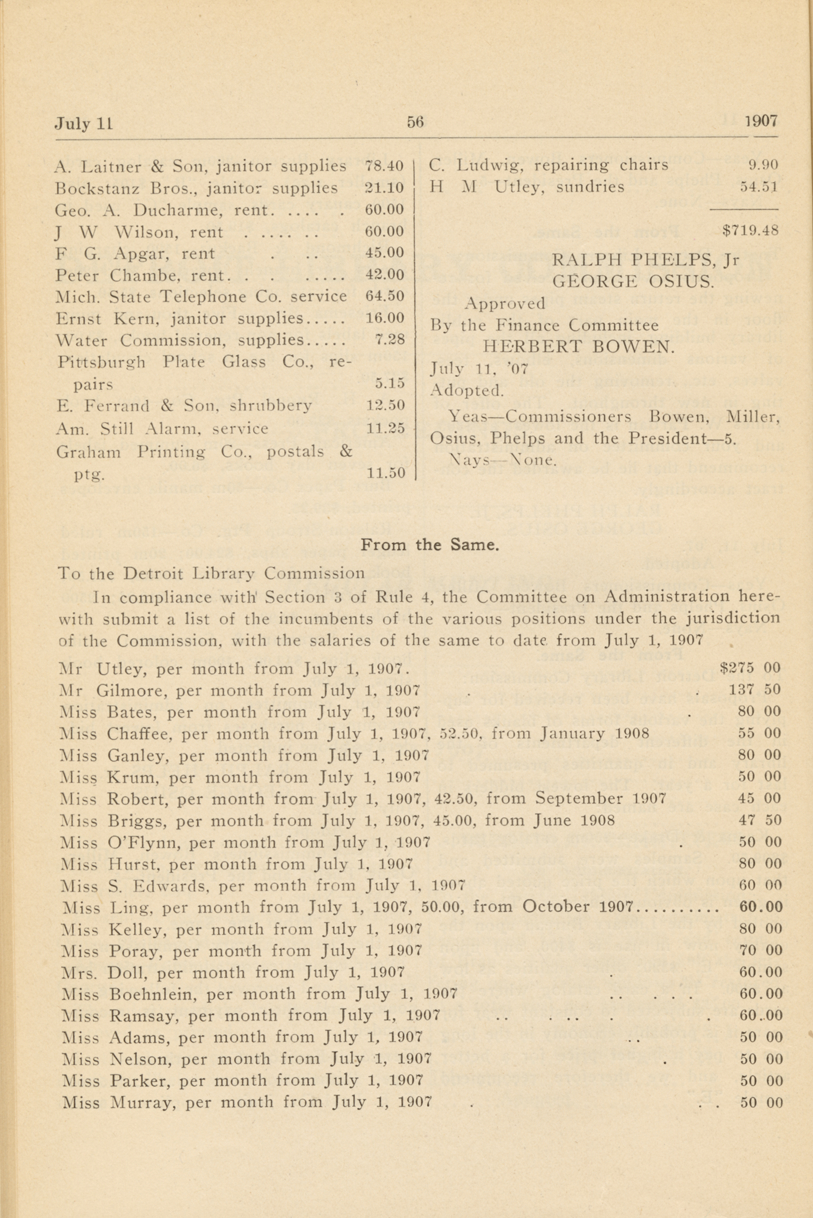 July 11 56 1907
A. Laitner & Son, janitor supplies 78.40
Bockstanz Bros., janitor supplies 21.10
Geo. A. Ducharme, rent. .... . 60.00
J W Wilson, rent . .... .. 60.00
F G. Apgar, rent . .. 45.00
Peter Chambe, rent. . . ..... 42.00
Mich. State Telephone Co. service 64.50
Ernst Kern, janitor supplies..... 16.00
Water Commission, supplies..... 7.28
Pittsburgh Plate Glass Co., re-
pairs 5.15
E. Ferrand & Son, shrubbery 12.50
Am. Still Alarm, service 11.25
Graham Printing Co., postals &
ptg. 11.50
C. Ludwig, repairing chairs 9.90
H M Utley, sundries 54.51
$719.48
RALPH PHELPS, Jr
GEORGE OSIUS.
Approved
By the Finance Committee
HERBERT BOWEN.
July 11, '07
Adopted.
Yeas—Commissioners Bowen, Miller,
Osius, Phelps and the President—5.
Nays—None.
From the Same.
To the Detroit Library Commission
In compliance with Section 3 of Rule 4, the Committee on Administration here-
with submit a list of the incumbents of the various positions under the jurisdiction
of the Commission, with the salaries of the same to date from July 1, 1907
Mr Utley, per month from July 1, 1907. $275 00
Mr Gilmore, per month from July 1, 1907 . . 137 50
Miss Bates, per month from July 1, 1907 . 80 00
Miss Chaffee, per month from July 1, 1907, 52.50, from January 1908 55 00
Miss Ganley, per month from July 1, 1907 80 00
Miss Krum, per month from July 1, 1907 50 00
Miss Robert, per month from July 1, 1907, 42.50, from September 1907 45 00
Miss Briggs, per month from July 1, 1907, 45.00, from June 1908 47 50
Miss O'Flynn, per month from July 1, 1907 . 50 00
Miss Hurst, per month from July 1, 1907 80 00
Miss S. Edwards, per month from July 1, 1907 60 00
Miss Ling, per month from July 1, 1907, 50.00, from October 1907.......... 60.00
Miss Kelley, per month from July 1, 1907 80 00
Miss Poray, per month from July 1, 1907 70 00
Mrs. Doll, per month from July 1, 1907 . 60.00
Miss Boehnlein, per month from July 1, 1907 .. . . . 60.00
Miss Ramsay, per month from July 1, 1907 .. . .. . . 60..00
Miss Adams, per month from July 1, 1907 .. 50 00
Miss Nelson, per month from July 1, 1907 . 50 00
Miss Parker, per month from July 1, 1907 50 00
Miss Murray, per month from July 1, 1907 . . . 50 00